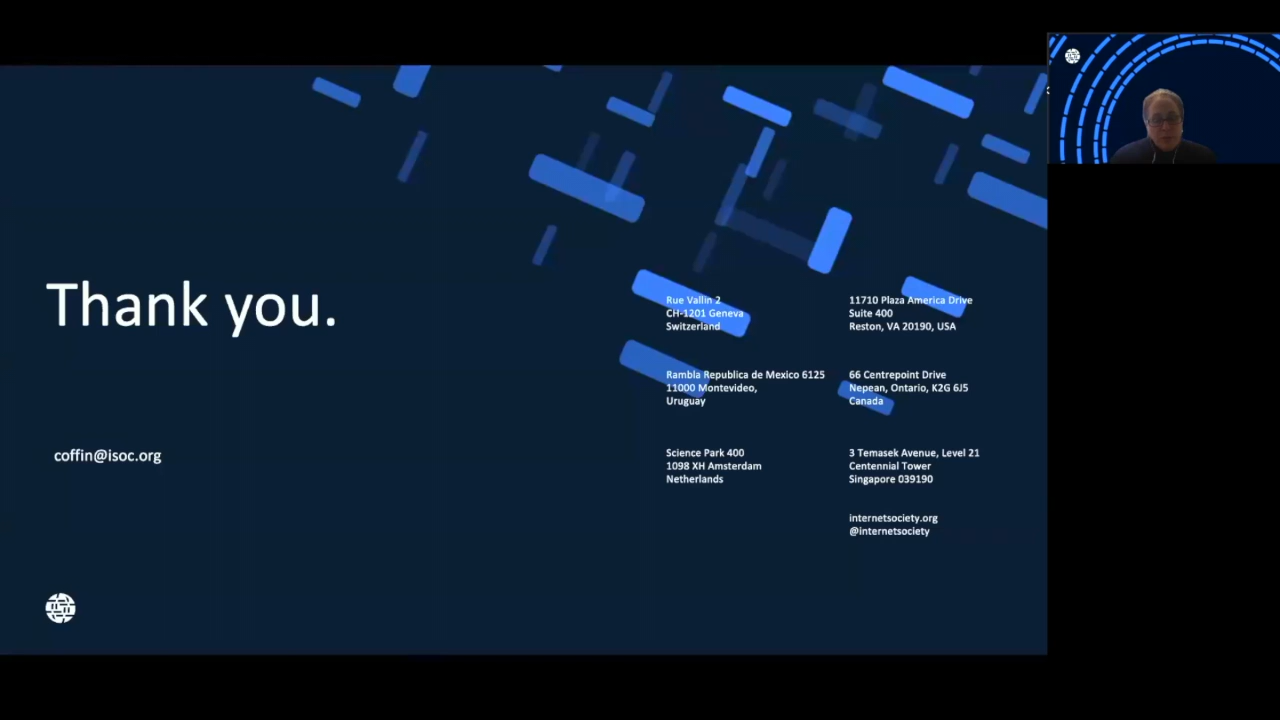 Thank you.
coffin@isoc.org
Rue Vallin 2
CH-1201 Geneva
Switzerland
11710 Plaza America Drive
Suite 400
Reston, VA 20190, USA
Rambla Republica de Mexico 6125
11000 Montevideo,
Uruguay
66 Centrepoint Drive
Nepean, Ontario, K2G 6J5
Canada
Science Park 400
1098 XH Amsterdam
Netherlands
3 Temasek Avenue, Level 21
Centennial Tower
Singapore 039190
internetsociety.org
@internetsociety